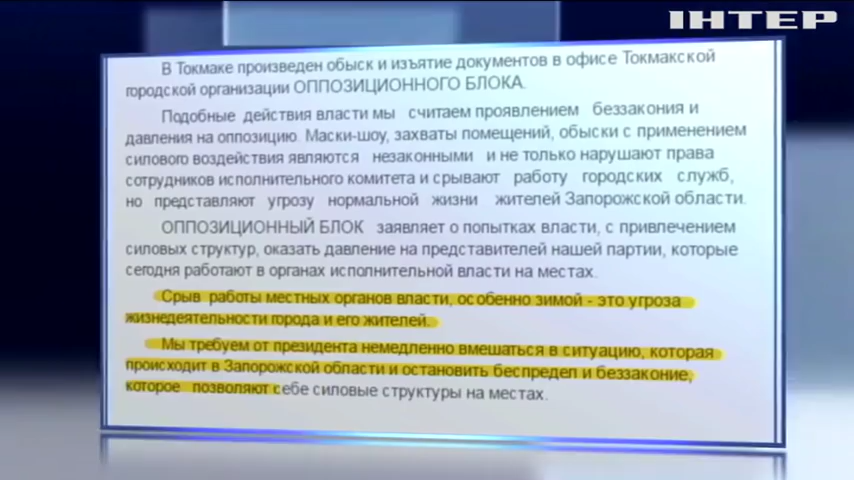 ІНТЕР
В Токмаке произведен обыск и изъятие документов в офисе Токмакской
городской организации ОППОЗИЦИОННОГО БЛОКА.
Подобные действия власти мы считаем проявлением беззакония и
давления на оппозицию. Маски-шоу, захваты помещений, обыски с применением
силового воздействия являются незаконными и не только нарушают права
сотрудников исполнительного комитета и срывают работу городских служб,
но представляют угрозу нормальной жизни жителей Запорожской области.
ОППОЗИЦИОННЫЙ БЛОК заявляет о попытках власти, с привлечением
силовых структур, оказать давление на представителей нашей партии, которые
сегодня работают в органах исполнительной власти на местах.
Срыв работы местных органов власти, особенно зимой - это угроза
жизнедеятельности города и его жителей.
Мы требуем от президента немедленно вмешаться в ситуацию, которая
происходит в Запорожской области и остановить беспредел и беззаконие,
которое позволяют себе силовые структуры на местах.